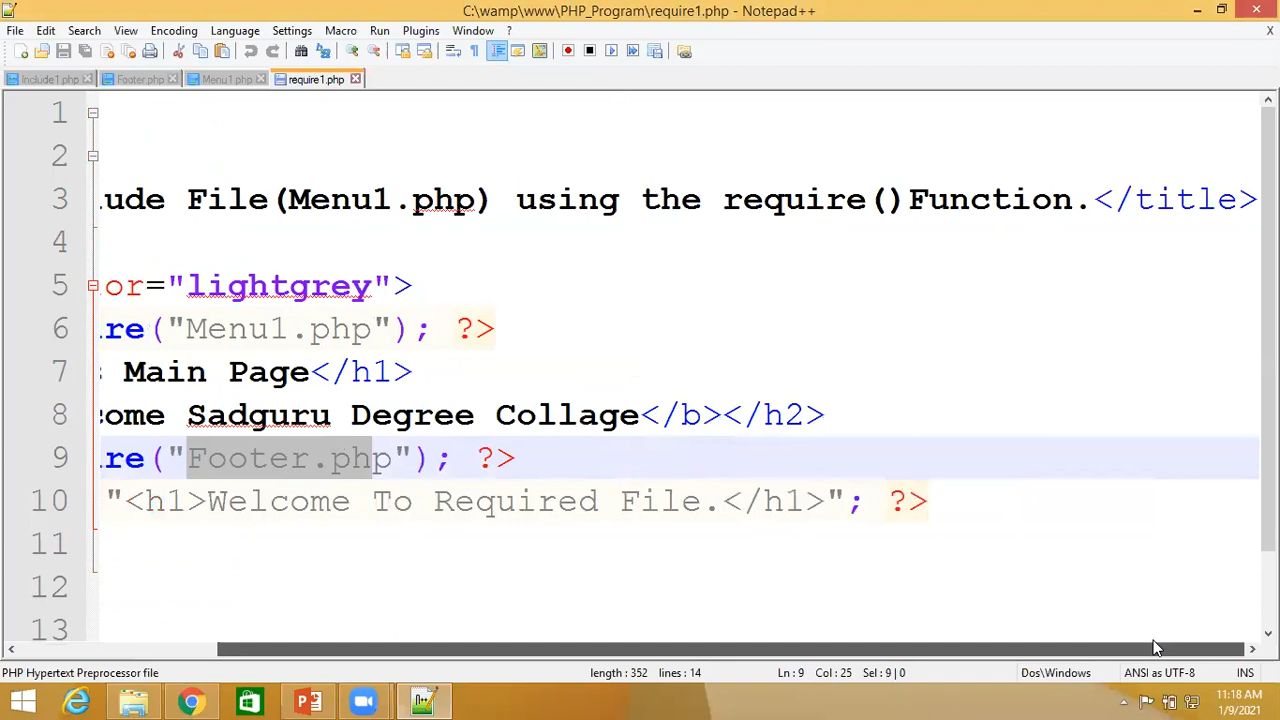 C:\wamp\www\PHP_Program\require1.php - Notepad++
File Edit Search View Encoding Language Settings Macro Run Plugins Window ? X
Include1.php Footer.php Menu1.php require1.php
1
2
3 lude File(Menu1.php) using the require()Function.</title>
4
5 or="lightgrey">
6 ire("Menu1.php"); ?>
7 s Main Page</h1>
8 come Sadguru Degree Collage</b></h2>
9 ire("Footer.php"); ?>
10 "<h1>Welcome To Required File.</h1>"; ?>
11
12
13
PHP Hypertext Preprocessor file length : 352 lines : 14 Ln : 9 Col : 25 Sel : 9 | 0 Dos\Windows ANSI as UTF-8 INS
11:18 AM
1/9/2021